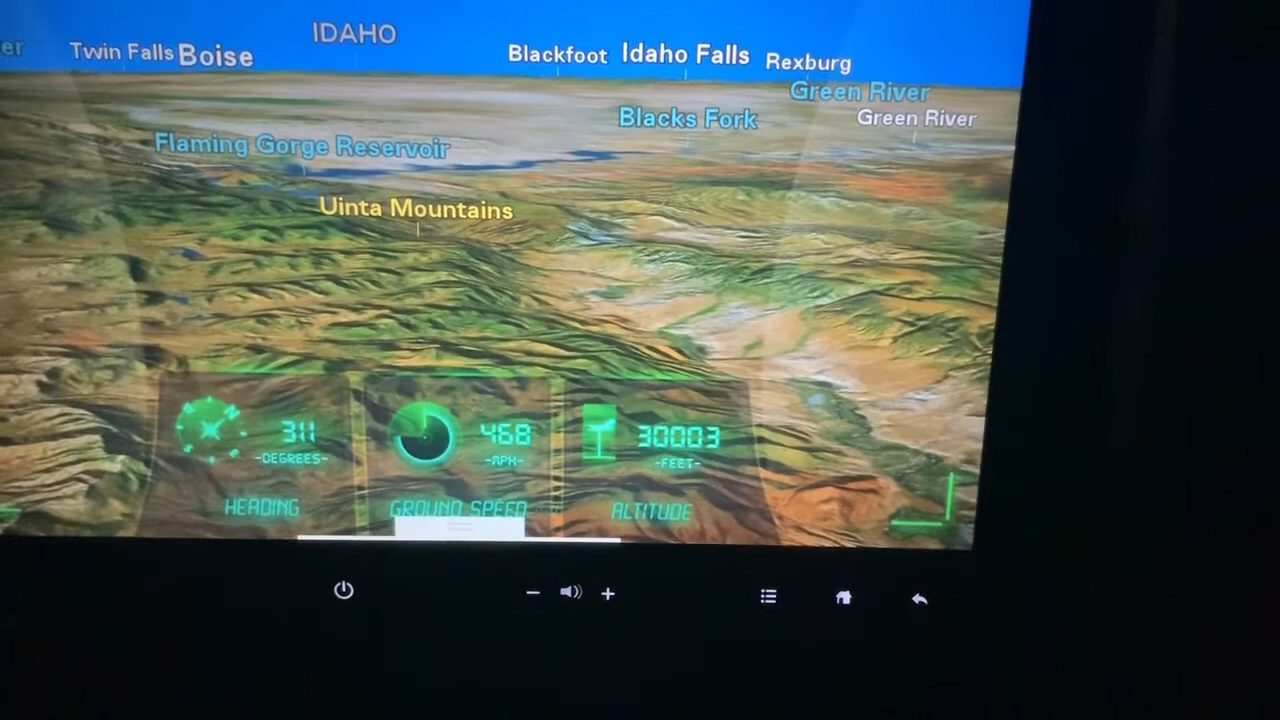 IDAHO
er
Twin Falls
Boise
Blackfoot
Idaho Falls
Rexburg
Green River
Blacks Fork
Green River
Flaming Gorge Reservoir
Uinta Mountains
N
311
-DEGREES-
HEADING
468
-MPH-
GROUND SPEED
30003
-FEET-
ALTITUDE